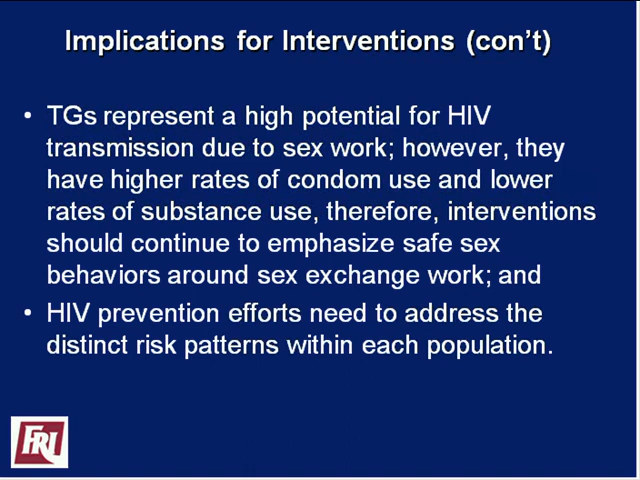 Implications for Interventions (con't)
• TGs represent a high potential for HIV
transmission due to sex work; however, they
have higher rates of condom use and lower
rates of substance use, therefore, interventions
should continue to emphasize safe sex
behaviors around sex exchange work; and
• HIV prevention efforts need to address the
distinct risk patterns within each population.
FRI